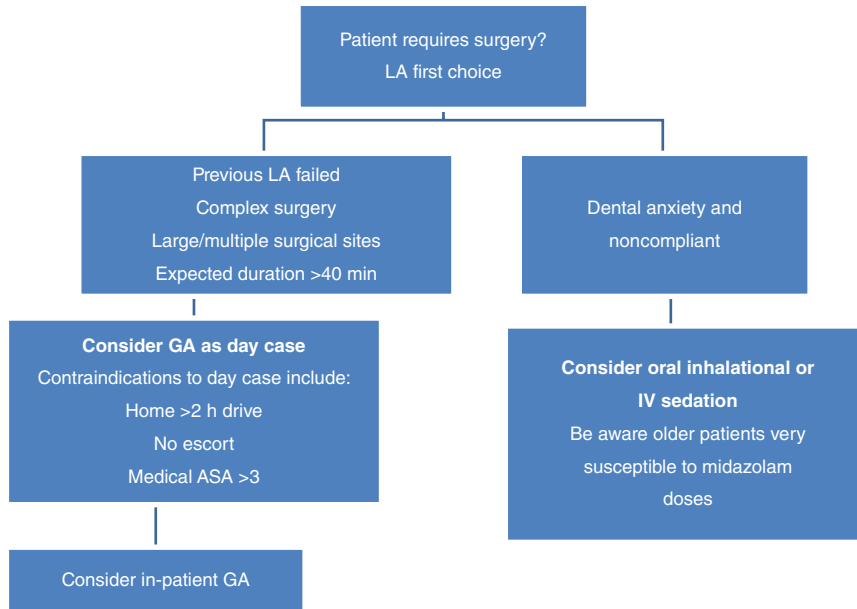 Patient requires surgery?
LA first choice
Previous LA failed
Complex surgery
Large/multiple surgical sites
Expected duration >40 min
Dental anxiety and
noncompliant
Consider GA as day case
Contraindications to day case include:
Home >2 h drive
No escort
Medical ASA >3
Consider oral inhalational or
IV sedation
Be aware older patients very
susceptible to midazolam
doses
Consider in-patient GA